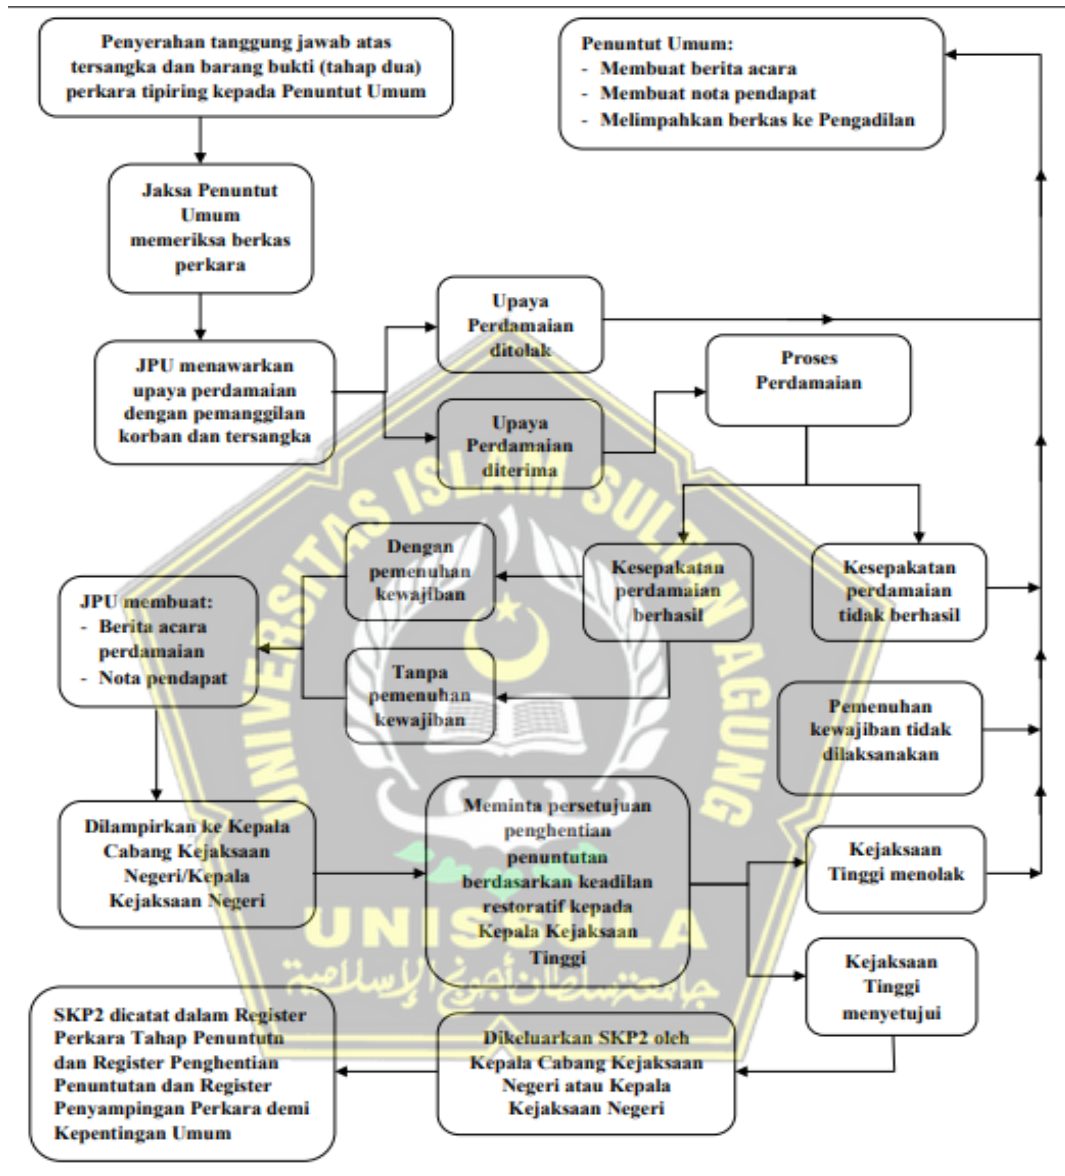 Penyerahan tanggung jawab atas
tersangka dan barang bukti (tahap dua)
perkara tipiring kepada Penuntut Umum
Penuntut Umum:
- Membuat berita acara
- Membuat nota pendapat
- Melimpahkan berkas ke Pengadilan
Jaksa Penuntut
Umum
memeriksa berkas
perkara
JPU menawarkan
upaya perdamaian
dengan pemanggilan
korban dan tersangka
Upaya
Perdamaian
ditolak
Upaya
Perdamaian
diterima
Proses
Perdamaian
Kesepakatan
perdamaian
berhasil
Kesepakatan
perdamaian
tidak berhasil
Dengan
pemenuhan
kewajiban
Tanpa
pemenuhan
kewajiban
JPU membuat:
- Berita acara
perdamaian
- Nota pendapat
Pemenuhan
kewajiban tidak
dilaksanakan
Dilampirkan ke Kepala
Cabang Kejaksaan
Negeri/Kepala
Kejaksaan Negeri
Meminta persetujuan
penghentian
penuntutan
berdasarkan keadilan
restoratif kepada
Kepala Kejaksaan
Tinggi
Kejaksaan
Tinggi menolak
Kejaksaan
Tinggi
menyetujui
Dikeluarkan SKP2 oleh
Kepala Cabang Kejaksaan
Negeri atau Kepala
Kejaksaan Negeri
SKP2 dicatat dalam Register
Perkara Tahap Penuntutn
dan Register Penghentian
Penuntutan dan Register
Penyampingan Perkara demi
Kepentingan Umum
UNIVERSITAS ISLAM SULTAN AGUNG
UNISSULA
جامعتنسلطان أجونج الإسلامية